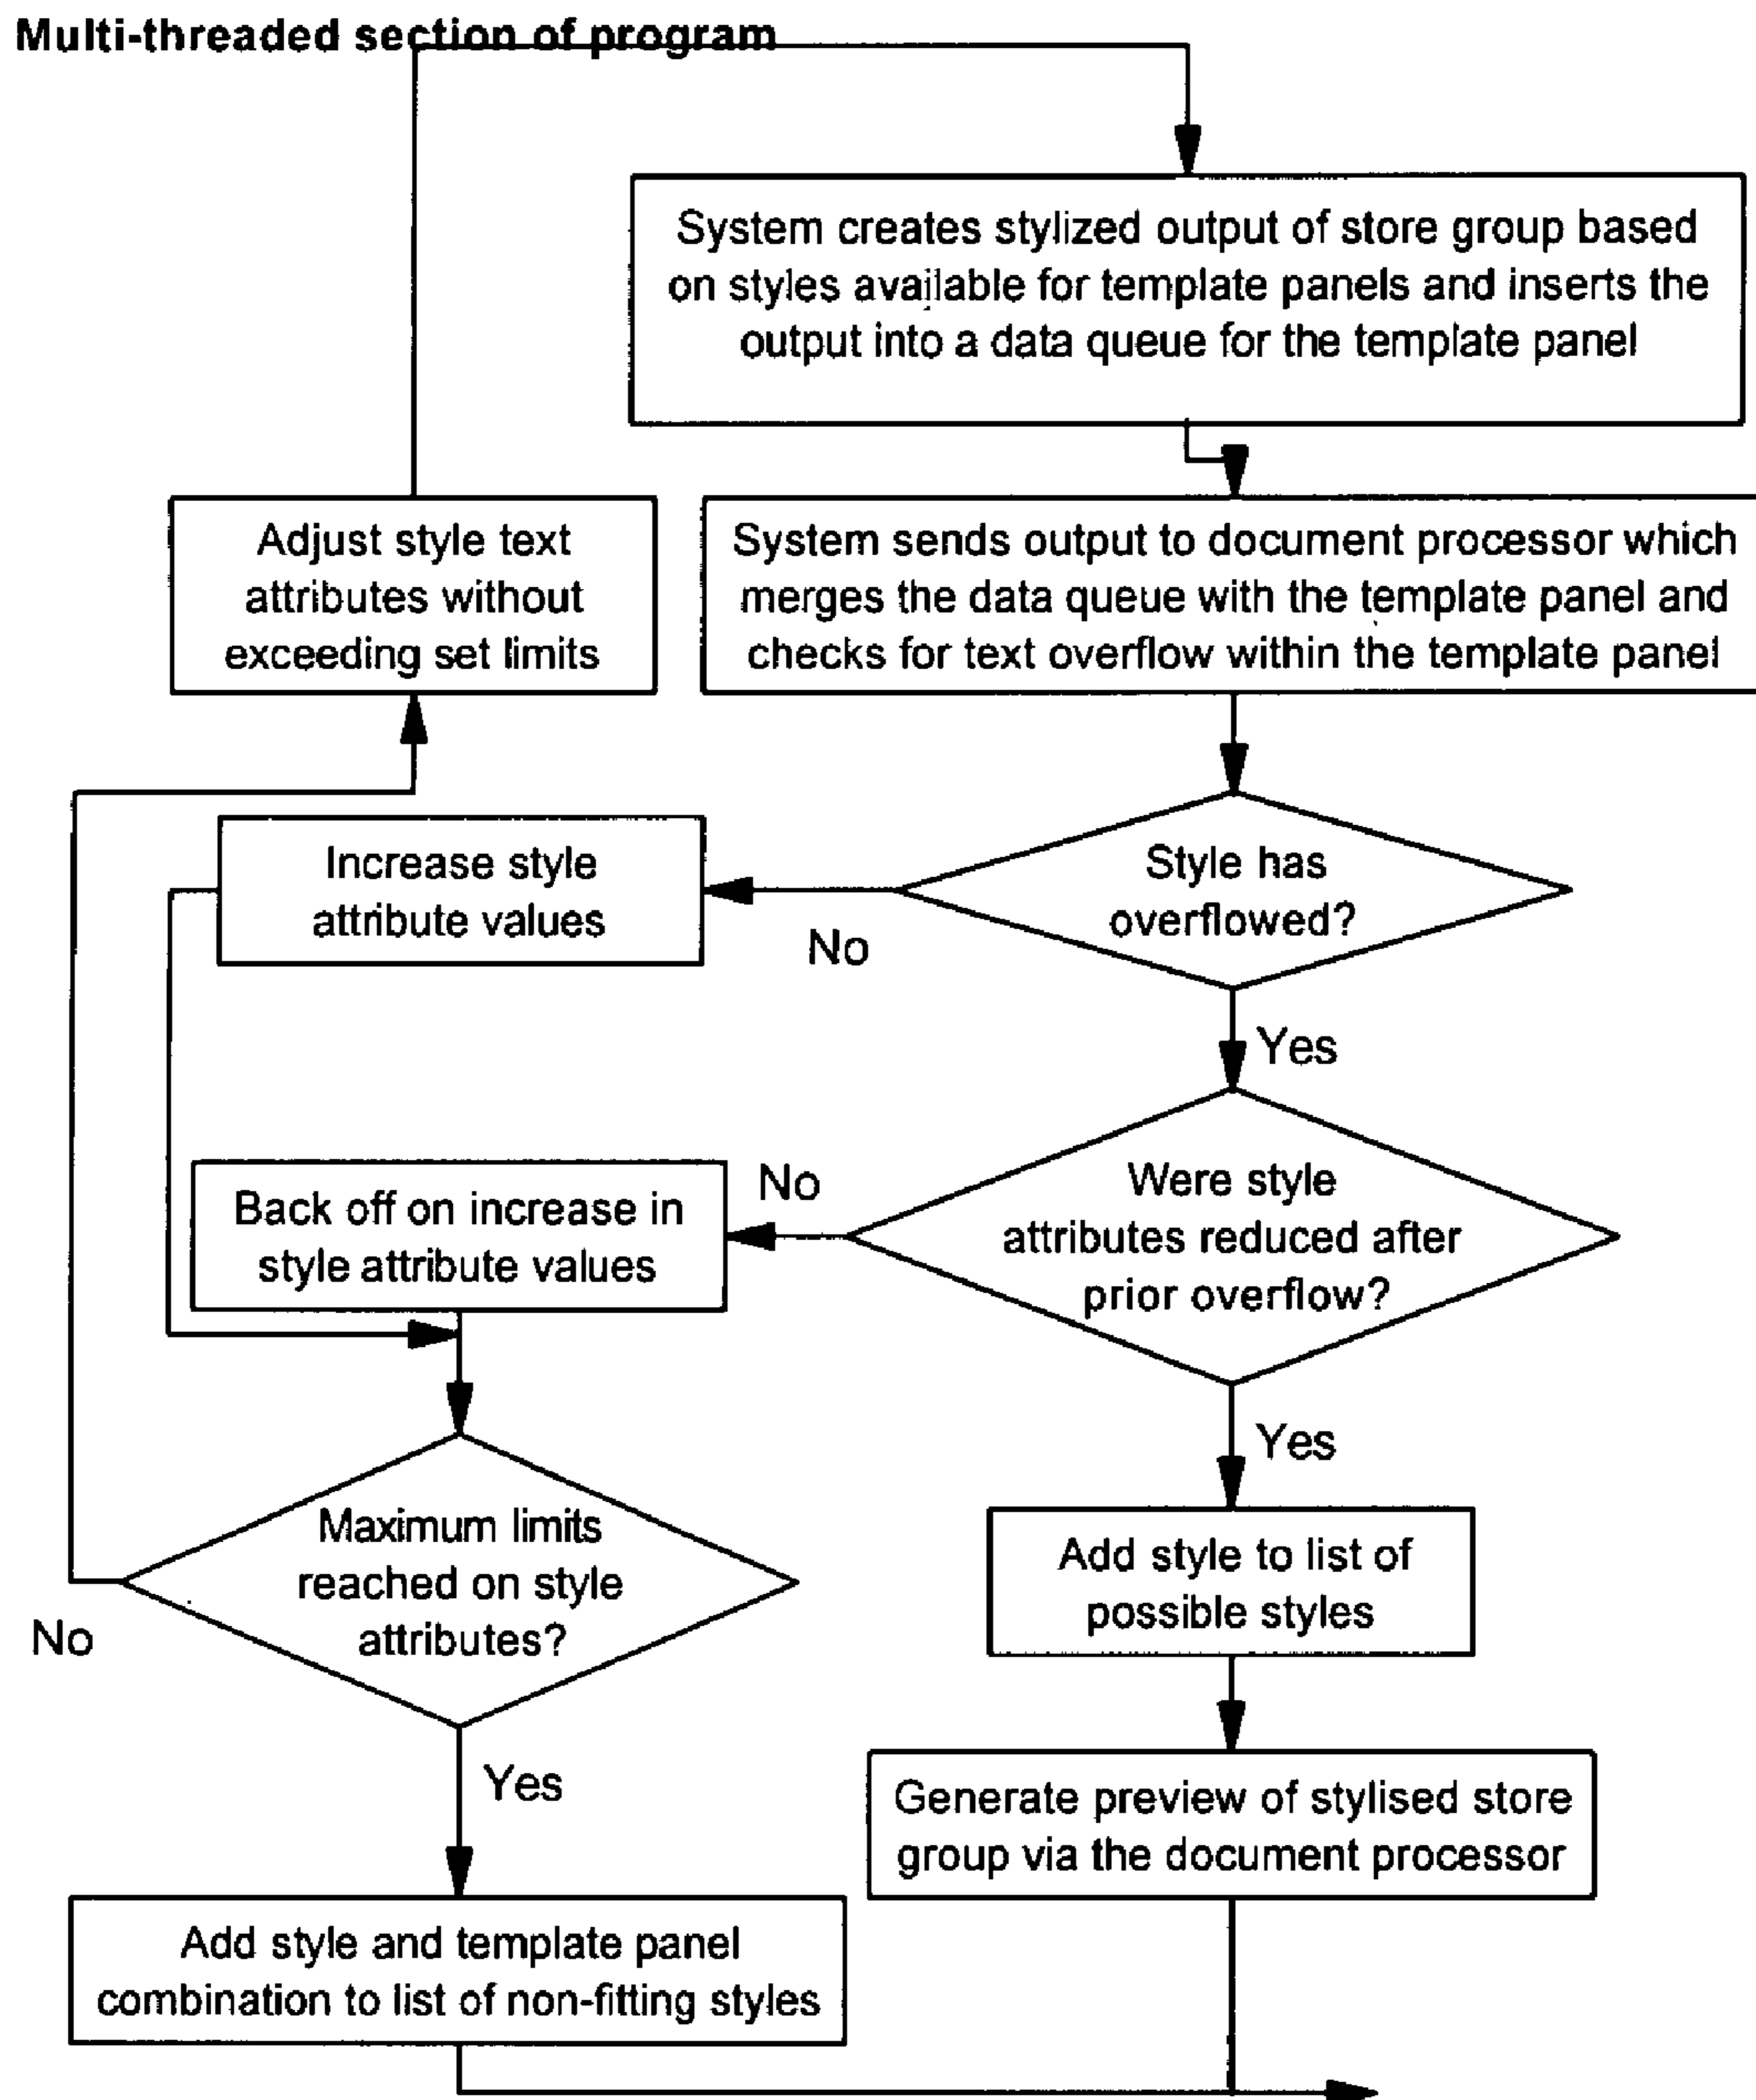 Multi-threaded section of program
System creates stylized output of store group based
on styles available for template panels and inserts the
output into a data queue for the template panel
Adjust style text
attributes without
exceeding set limits
System sends output to document processor which
merges the data queue with the template panel and
checks for text overflow within the template panel
Increase style
attribute values
No
Style has
overflowed?
Yes
Back off on increase in
style attribute values
No
Were style
attributes reduced after
prior overflow?
Yes
Maximum limits
reached on style
attributes?
No
Yes
Add style to list of
possible styles
Generate preview of stylised store
group via the document processor
Add style and template panel
combination to list of non-fitting styles